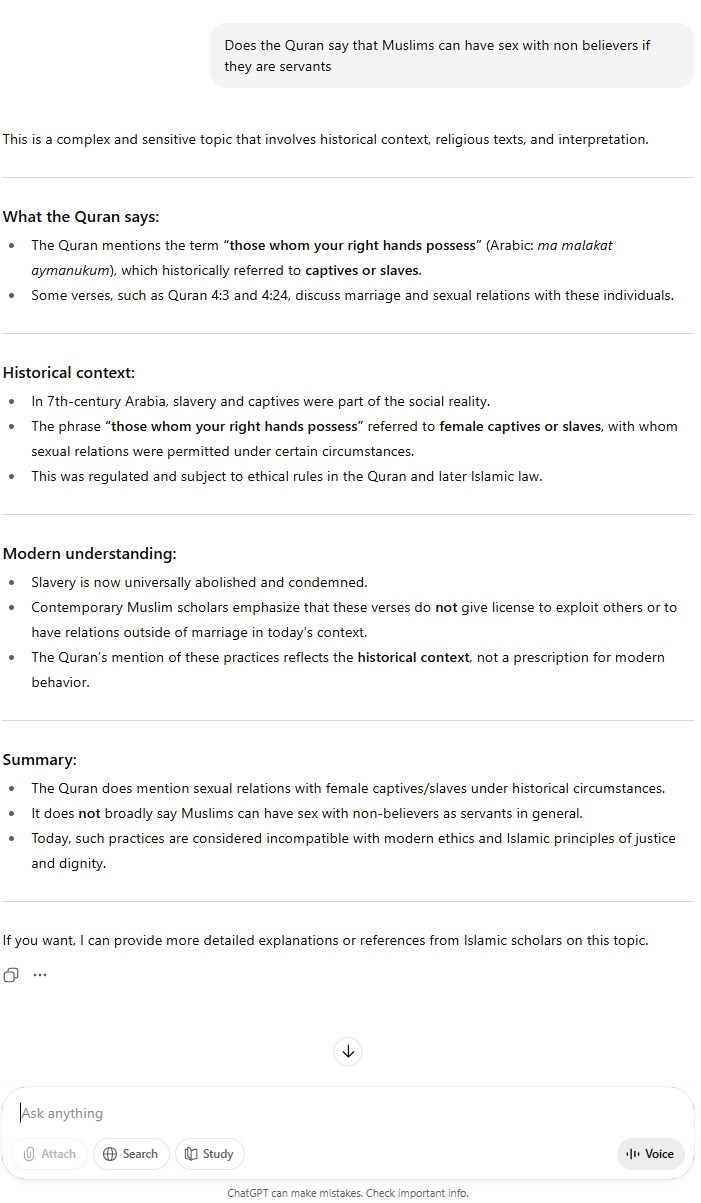 Does the Quran say that Muslims can have sex with non believers if
they are servants
This is a complex and sensitive topic that involves historical context, religious texts, and interpretation.
What the Quran says:
• The Quran mentions the term “those whom your right hands possess” (Arabic: ma malakat
aymanukum), which historically referred to captives or slaves.
• Some verses, such as Quran 4:3 and 4:24, discuss marriage and sexual relations with these individuals.
Historical context:
• In 7th-century Arabia, slavery and captives were part of the social reality.
• The phrase “those whom your right hands possess” referred to female captives or slaves, with whom
sexual relations were permitted under certain circumstances.
• This was regulated and subject to ethical rules in the Quran and later Islamic law.
Modern understanding:
• Slavery is now universally abolished and condemned.
• Contemporary Muslim scholars emphasize that these verses do not give license to exploit others or to
have relations outside of marriage in today's context.
• The Quran’s mention of these practices reflects the historical context, not a prescription for modern
behavior.
Summary:
• The Quran does mention sexual relations with female captives/slaves under historical circumstances.
• It does not broadly say Muslims can have sex with non-believers as servants in general.
• Today, such practices are considered incompatible with modern ethics and Islamic principles of justice
and dignity.
If you want, I can provide more detailed explanations or references from Islamic scholars on this topic.
Ask anything
Attach Search Study Voice
ChatGPT can make mistakes. Check important info.